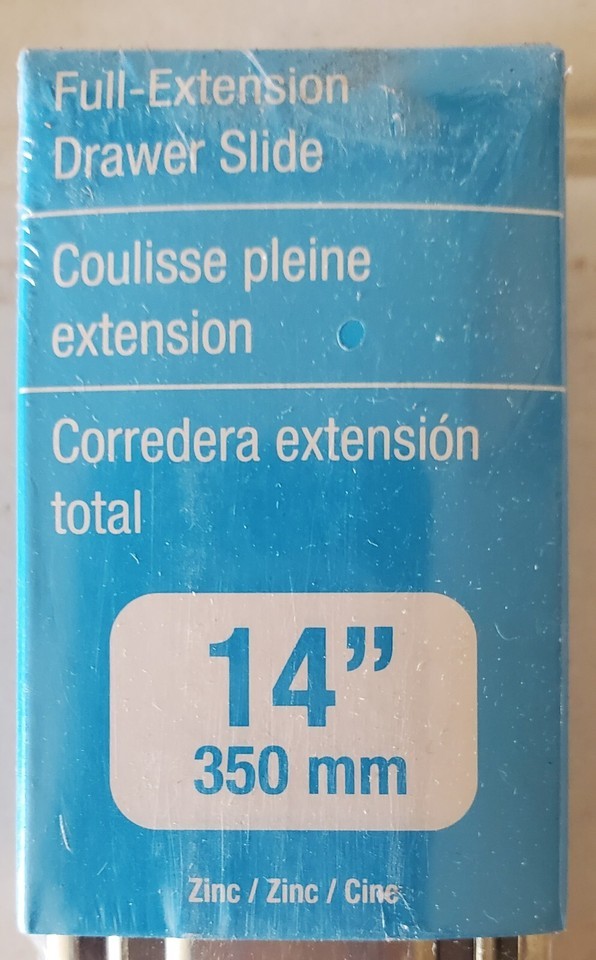 Full-Extension
Drawer Slide
Coulisse pleine
extension
Corredera extensión
total
14”
350 mm
Zinc / Zinc / Cinc